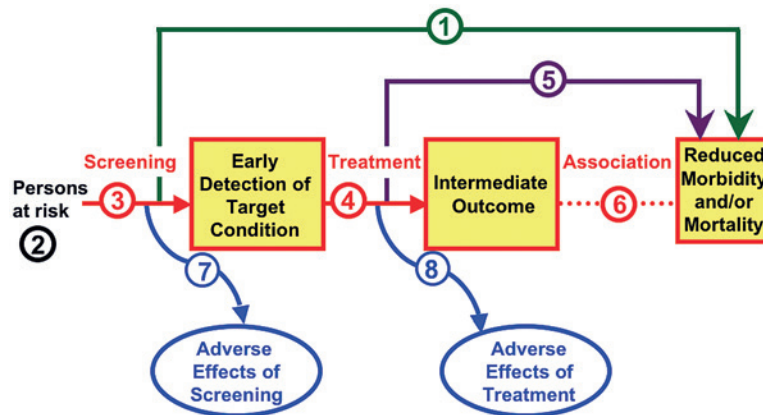 1
5
Screening
Early
Detection of
Target
Condition
Treatment
Intermediate
Outcome
Association
Reduced
Morbidity
and/or
Mortality
Persons
at risk
2
3
4
6
7
8
Adverse
Effects of
Screening
Adverse
Effects of
Treatment